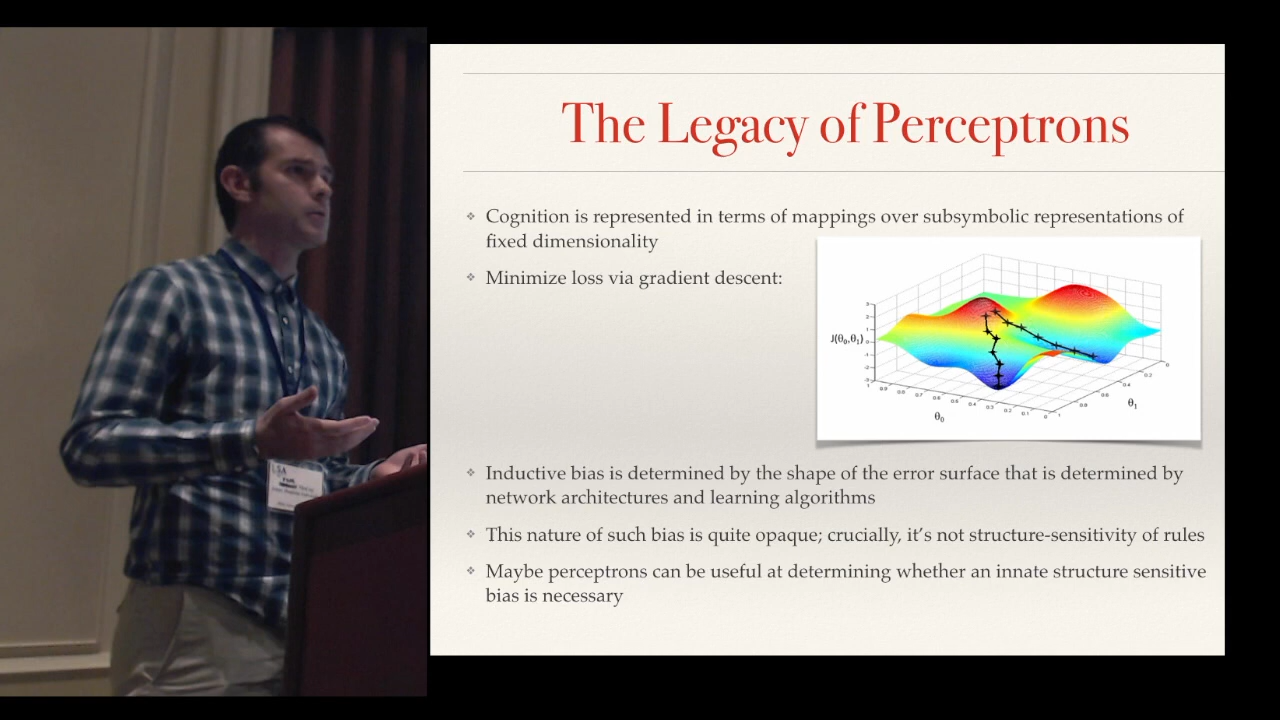 The Legacy of Perceptrons
❖ Cognition is represented in terms of mappings over subsymbolic representations of
fixed dimensionality
❖ Minimize loss via gradient descent:
J(θ₀,θ₁)
θ₀
θ₁
❖ Inductive bias is determined by the shape of the error surface that is determined by
network architectures and learning algorithms
❖ This nature of such bias is quite opaque; crucially, it's not structure-sensitivity of rules
❖ Maybe perceptrons can be useful at determining whether an innate structure sensitive
bias is necessary